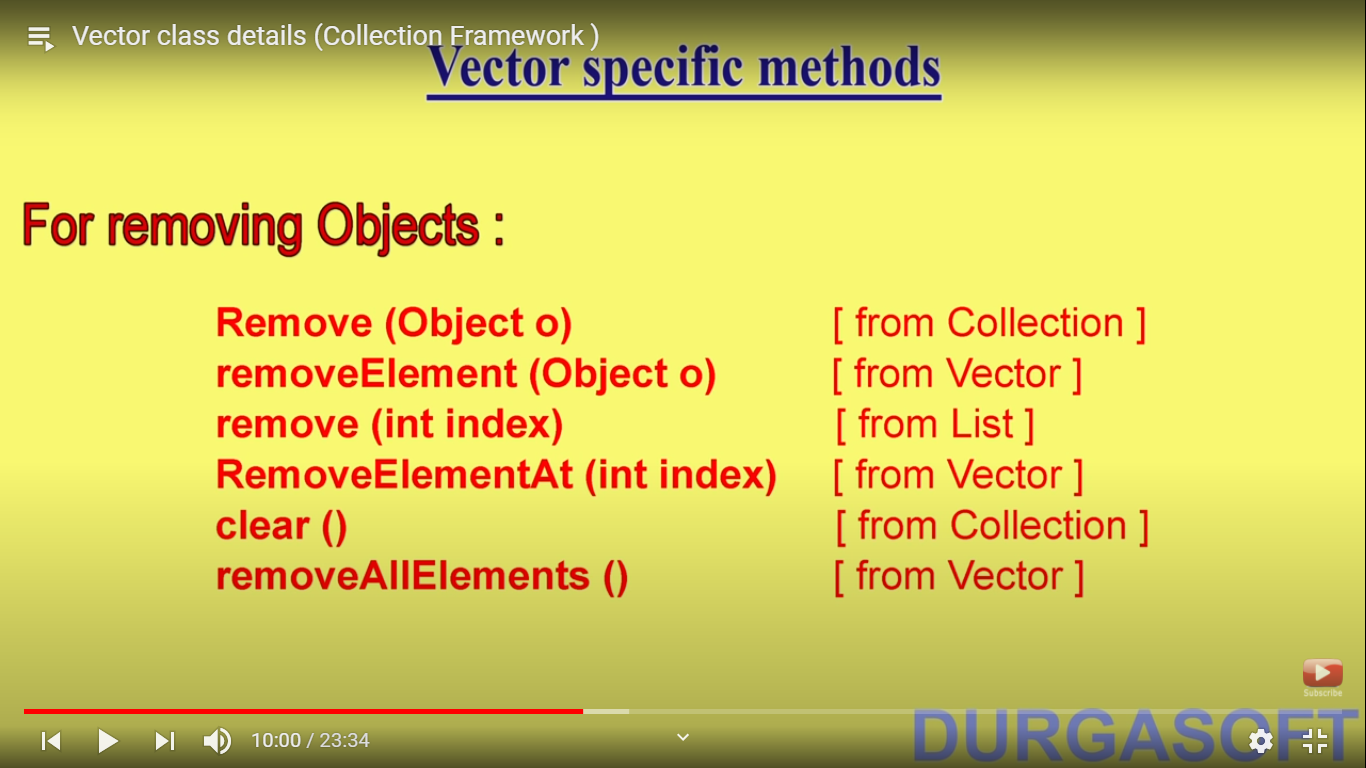 Vector class details (Collection Framework )
Vector specific methods
For removing Objects :
Remove (Object o) [ from Collection ]
removeElement (Object o) [ from Vector ]
remove (int index) [ from List ]
RemoveElementAt (int index) [ from Vector ]
clear () [ from Collection ]
removeAllElements () [ from Vector ]
Subscribe
10:00 / 23:34
DURGASOFT